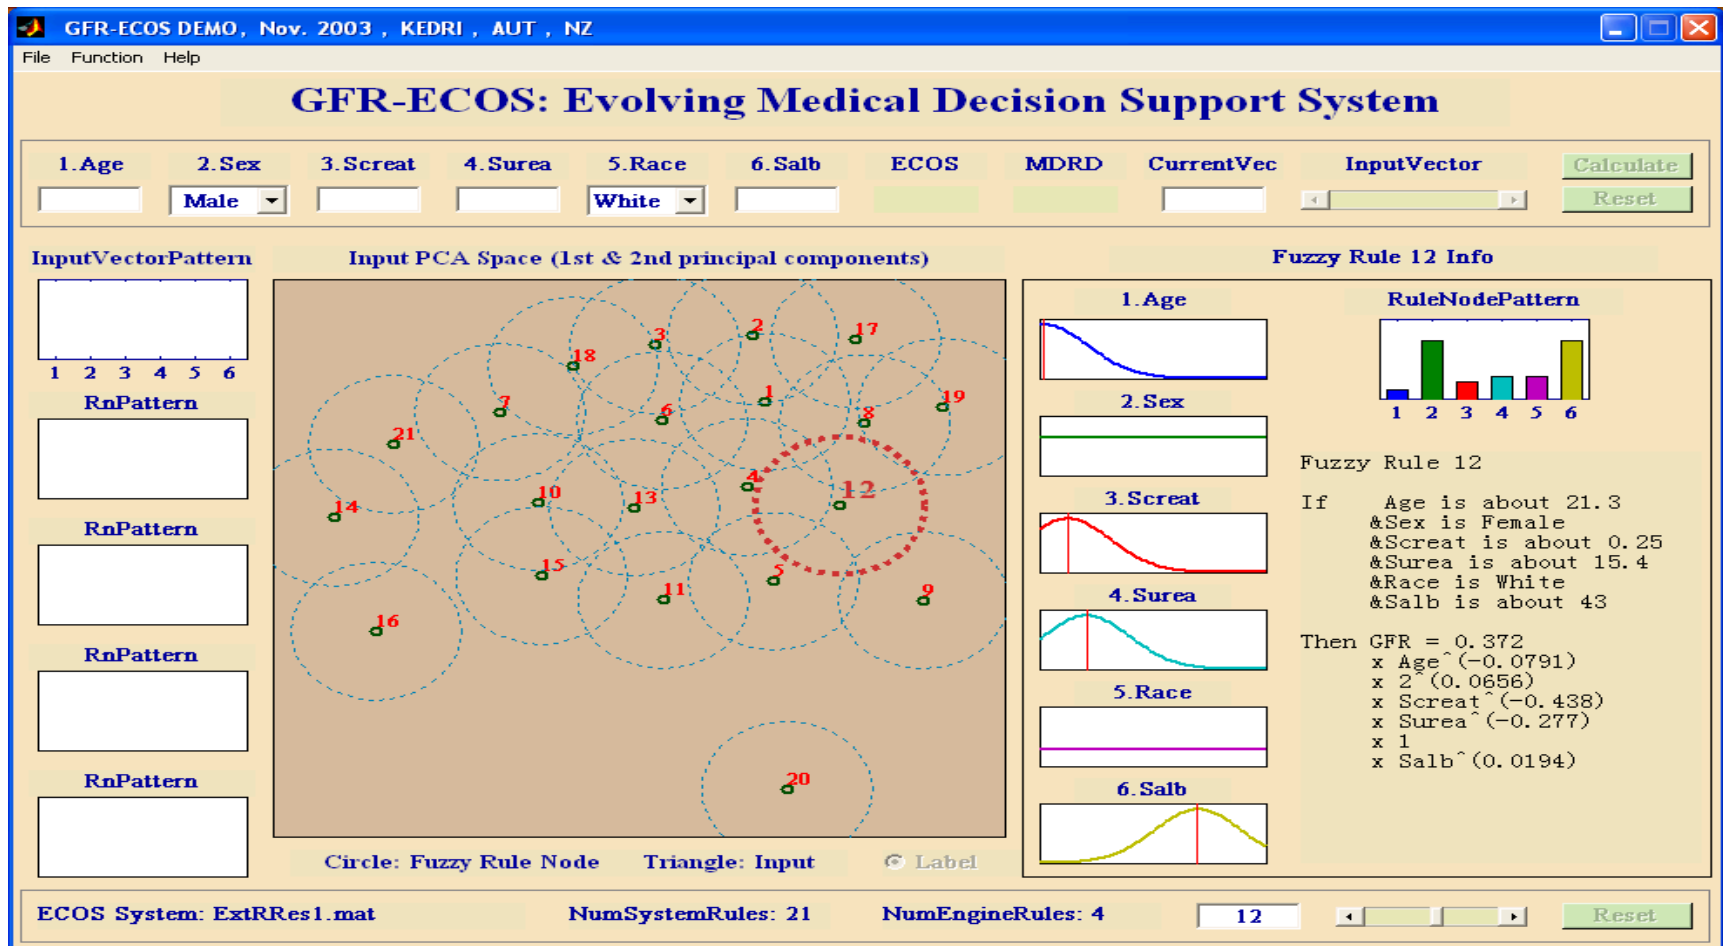 GFR-ECOS DEMO, Nov. 2003 , KEDRI , AUT , NZ
File Function Help
GFR-ECOS: Evolving Medical Decision Support System
1.Age 2.Sex 3.Screat 4.Surea 5.Race 6.Salb ECOS MDRD CurrentVec InputVector Calculate
Male White Reset
InputVectorPattern
1 2 3 4 5 6
RnPattern
RnPattern
RnPattern
RnPattern
Input PCA Space (1st & 2nd principal components)
3 2 17
18
1 19
7 6 8
21
4 12
10 13
14
15
11 5 9
16
20
Circle: Fuzzy Rule Node Triangle: Input Label
Fuzzy Rule 12 Info
1.Age
2.Sex
3.Screat
4.Surea
5.Race
6.Salb
RuleNodePattern
1 2 3 4 5 6
Fuzzy Rule 12
If Age is about 21.3
&Sex is Female
&Screat is about 0.25
&Surea is about 15.4
&Race is White
&Salb is about 43
Then GFR = 0.372
x Age^(-0.0791)
x 2^(0.0656)
x Screat^(-0.438)
x Surea^(-0.277)
x 1
x Salb^(0.0194)
ECOS System: ExtRRes1.mat NumSystemRules: 21 NumEngineRules: 4 12 Reset